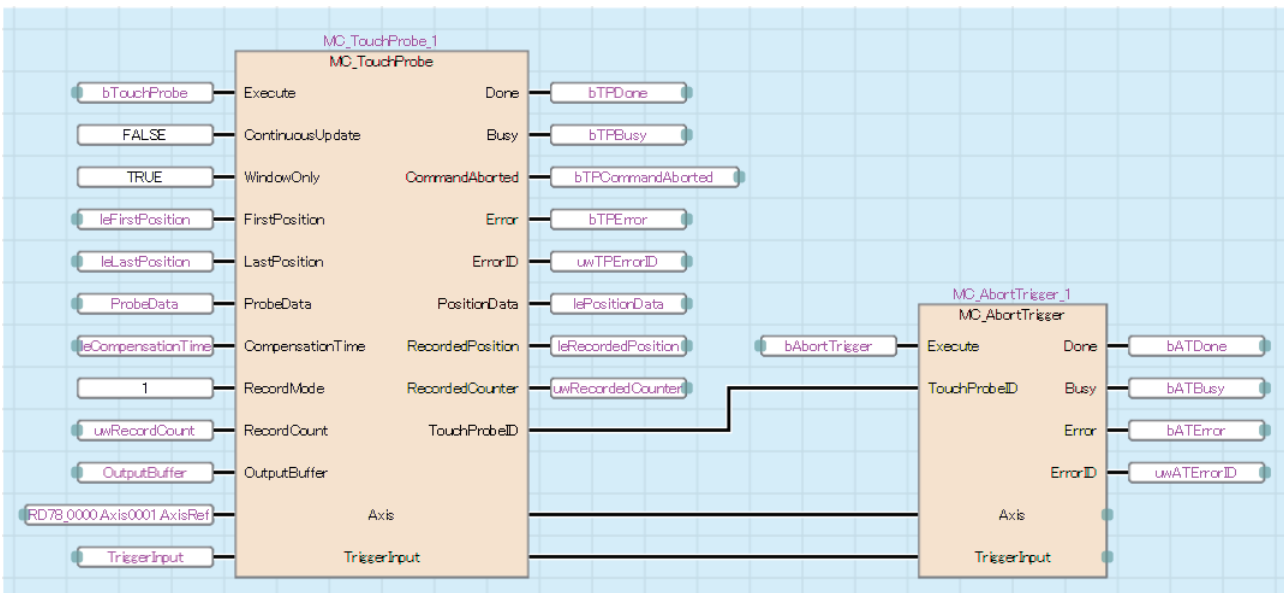 MC_TouchProbe_1
MC_TouchProbe
bTouchProbe Execute Done bTPDone
FALSE ContinuousUpdate Busy bTPBusy
TRUE WindowOnly CommandAborted bTPCommandAborted
leFirstPosition FirstPosition Error bTPError
leLastPosition LastPosition ErrorID uwTPErrorID
ProbeData ProbeData PositionData lePositionData
leCompensationTime CompensationTime RecordedPosition leRecordedPosition
1 RecordMode RecordedCounter uwRecordedCounter
uwRecordCount RecordCount TouchProbeID
OutputBuffer OutputBuffer
RD78_0000.Axis0001.AxisRef Axis
TriggerInput TriggerInput
MC_AbortTrigger_1
MC_AbortTrigger
bAbortTrigger Execute Done bATDone
TouchProbeID Busy bATBusy
Error bATError
ErrorID uwATErrorID
Axis
TriggerInput